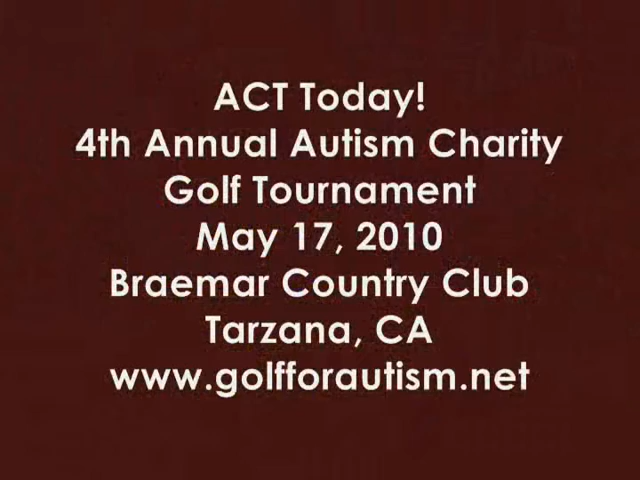 ACT Today!
4th Annual Autism Charity
Golf Tournament
May 17, 2010
Braemar Country Club
Tarzana, CA
www.golfforautism.net